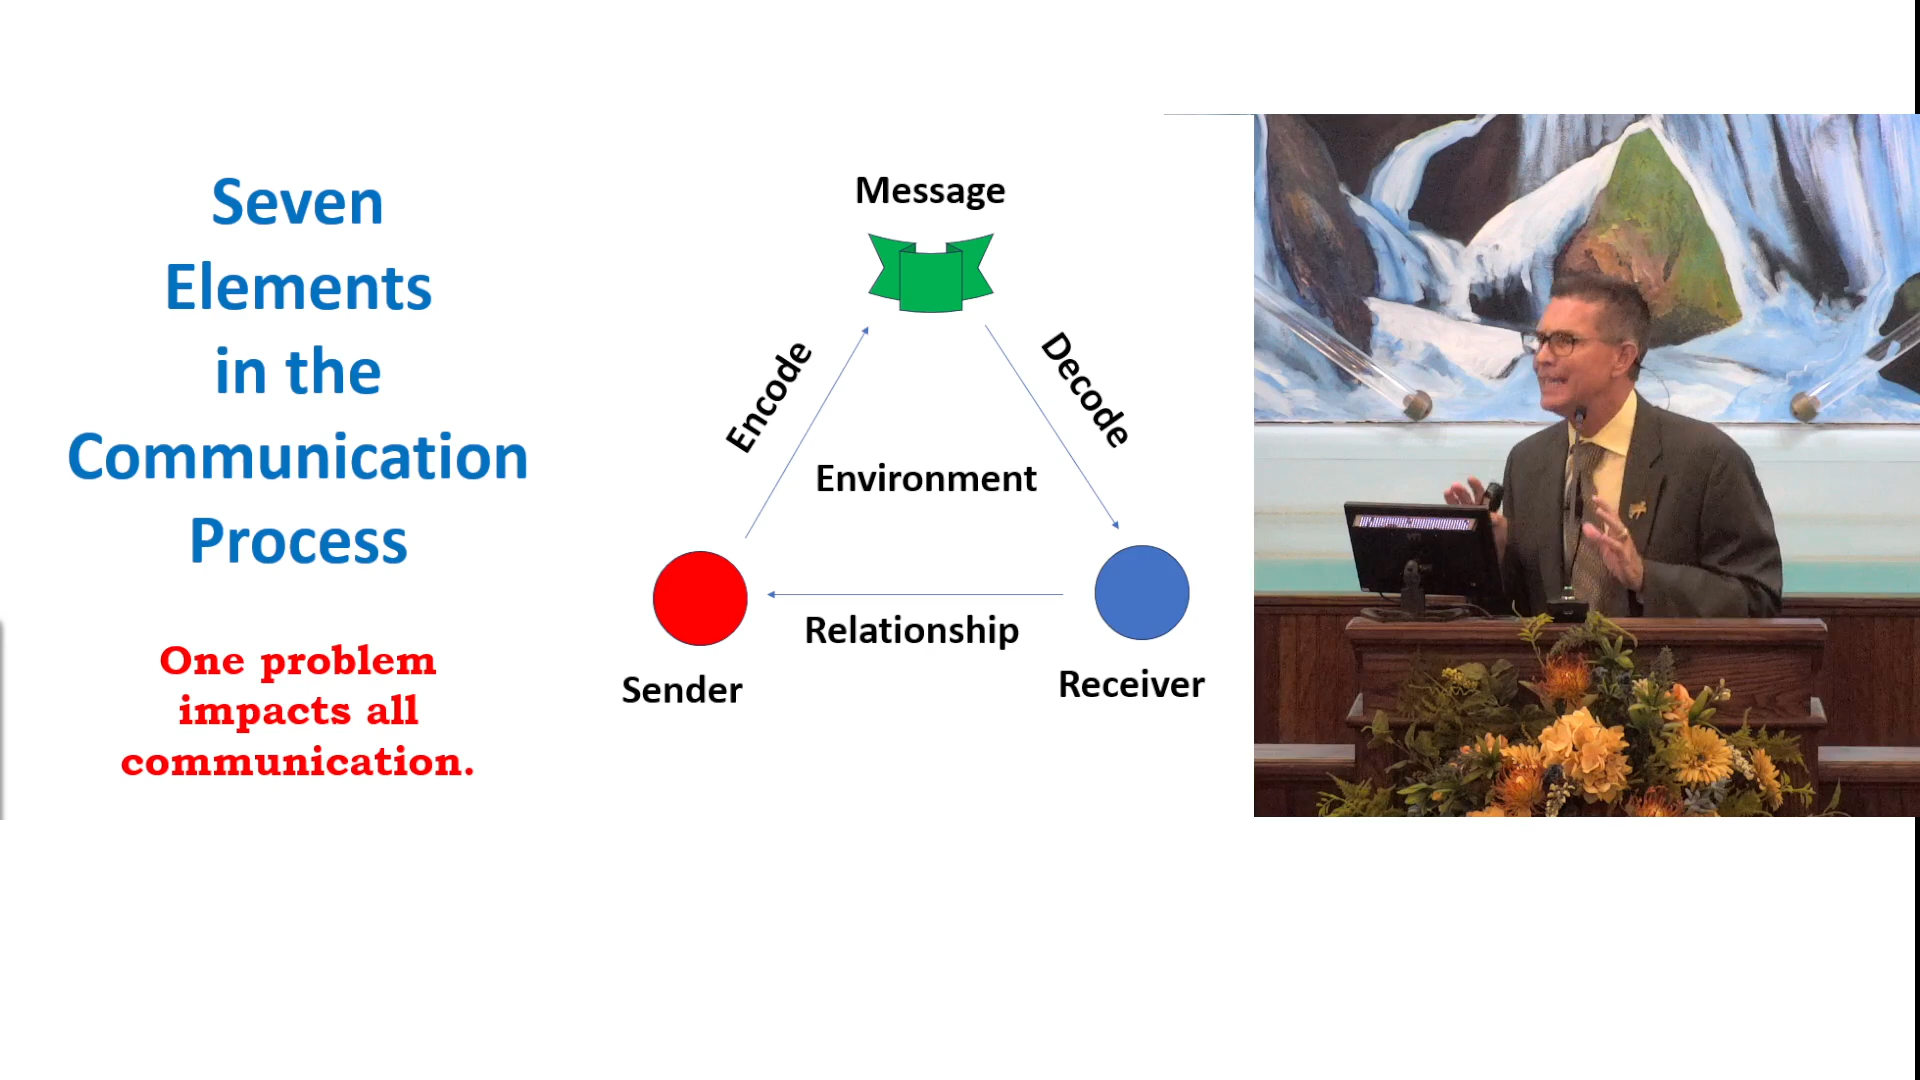 Seven
Elements
in the
Communication
Process
One problem
impacts all
communication.
Message
Encode
Decode
Environment
Relationship
Sender
Receiver